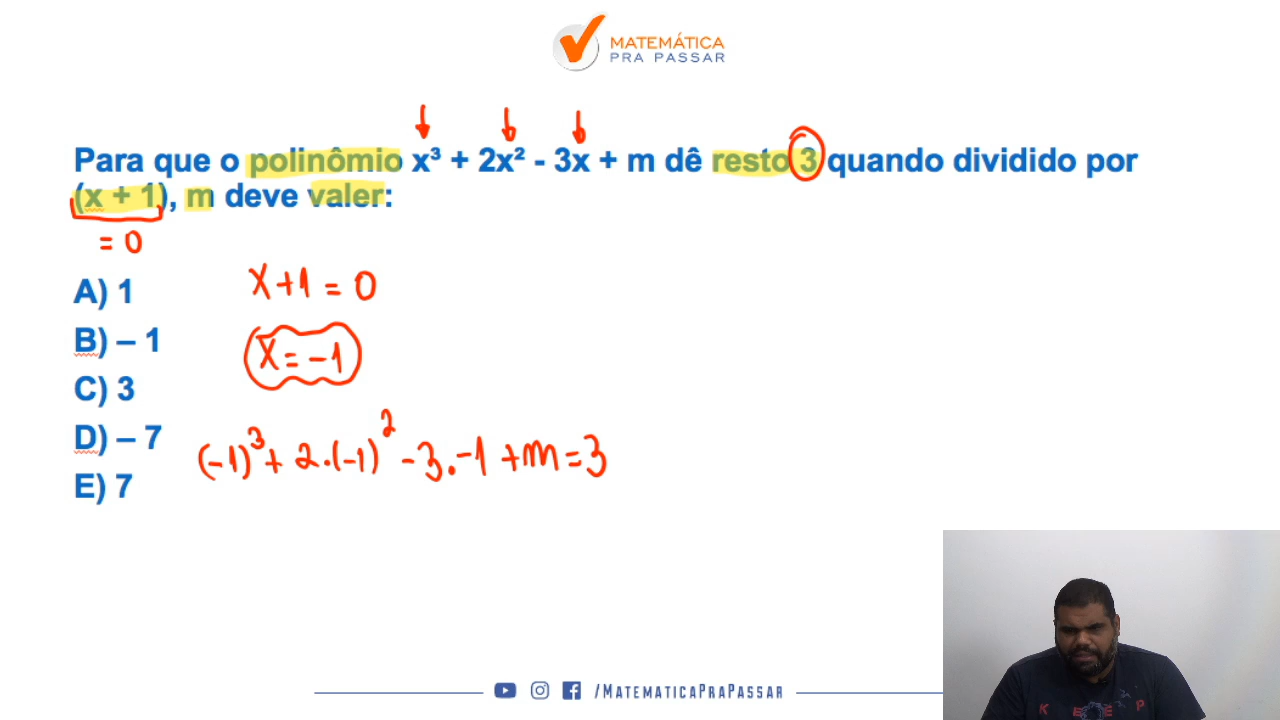 MATEMÁTICA
PRA PASSAR
Para que o polinômio x³ + 2x² - 3x + m dê resto 3 quando dividido por
(x + 1), m deve valer:
= 0
A) 1
B) – 1
C) 3
D) – 7
E) 7
x + 1 = 0
x = -1
(-1)³ + 2.(-1)² - 3.-1 + m = 3
K E E P
/MATEMATICAPRAPASSAR